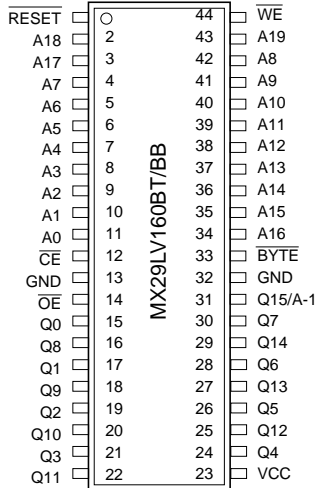 RESET 44 WE
A18 2 43 A19
A17 3 42 A8
A7 4 41 A9
A6 5 40 A10
A5 6 39 A11
A4 7 38 A12
A3 8 37 A13
A2 9 36 A14
A1 10 35 A15
A0 11 34 A16
CE 12 33 BYTE
GND 13 32 GND
OE 14 31 Q15/A-1
Q0 15 30 Q7
Q8 16 29 Q14
Q1 17 28 Q6
Q9 18 27 Q13
Q2 19 26 Q5
Q10 20 25 Q12
Q3 21 24 Q4
Q11 22 23 VCC
MX29LV160BT/BB